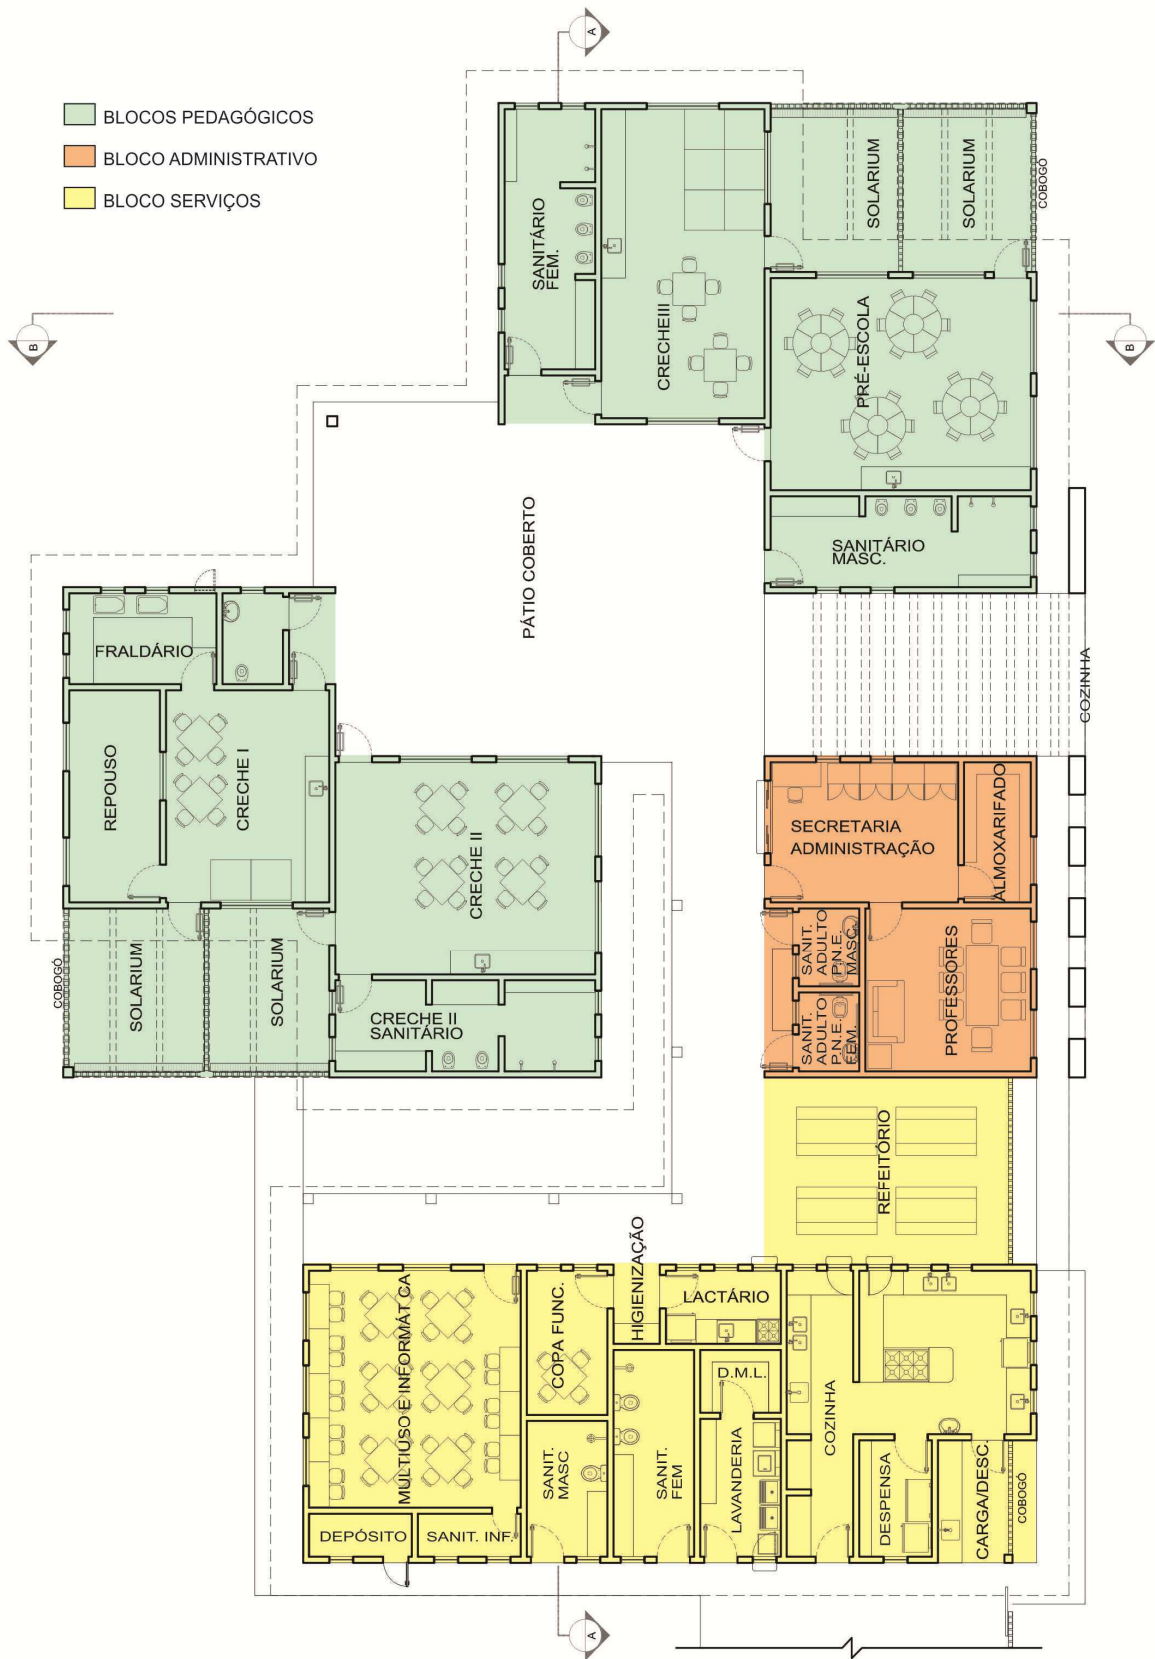 A
BLOCOS PEDAGÓGICOS
BLOCO ADMINISTRATIVO
BLOCO SERVIÇOS
SANITÁRIO
FEM.
CRECHEIII
SOLARIUM
SOLARIUM
COBOGÓ
B
PRÉ-ESCOLA
B
SANITÁRIO
MASC.
PÁTIO COBERTO
FRALDÁRIO
REPOUSO
CRECHE I
CRECHE II
COZINHA
SECRETARIA
ADMINISTRAÇÃO
ALMOXARIFADO
SANIT.
ADULTO
P.N.E.
MASC.
SANIT.
ADULTO
P.N.E.
FEM.
PROFESSORES
COBOGÓ
SOLARIUM
SOLARIUM
CRECHE II
SANITÁRIO
REFEITÓRIO
MULTIUSO E INFORMÁT CA
COPA FUNC.
HIGIENIZAÇÃO
LACTÁRIO
D.M.L.
COZINHA
SANIT.
MASC
SANIT.
FEM
LAVANDERIA
DESPENSA
CARGA/DESC.
COBOGÓ
DEPÓSITO
SANIT. INF.
A